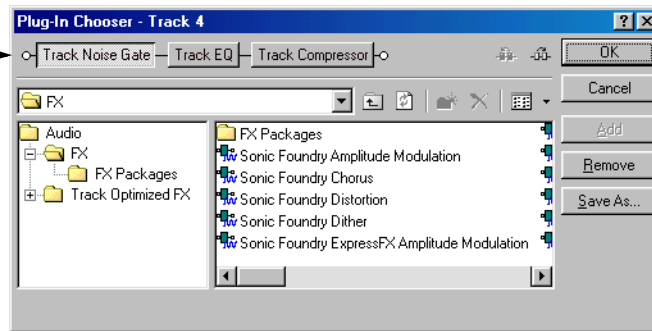 Plug-In Chooser - Track 4
Track Noise Gate
Track EQ
Track Compressor
OK
Cancel
Add
Remove
Save As...
FX
Audio
FX
FX Packages
Track Optimized FX
FX Packages
Sonic Foundry Amplitude Modulation
Sonic Foundry Chorus
Sonic Foundry Distortion
Sonic Foundry Dither
Sonic Foundry ExpressFX Amplitude Modulation